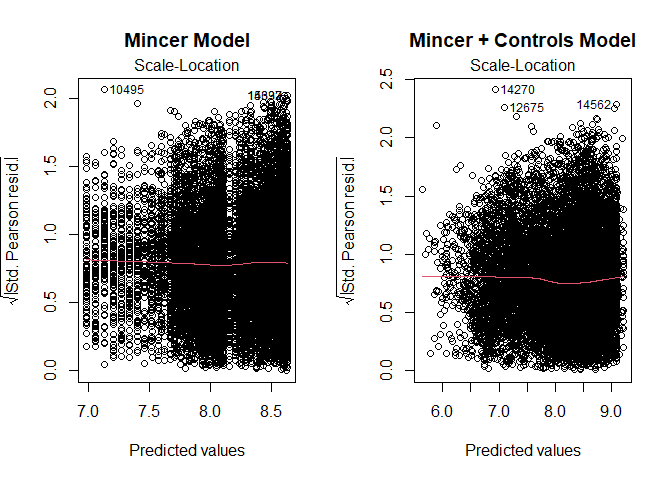 Mincer Model
Scale-Location
√|Std. Pearson resid.|
2.0
1.5
1.0
0.5
0.0
10495
7.0 7.5 8.0 8.5
Predicted values
Mincer + Controls Model
Scale-Location
√|Std. Pearson resid.|
2.5
2.0
1.5
1.0
0.5
0.0
14270
12675
14562
6.0 7.0 8.0 9.0
Predicted values